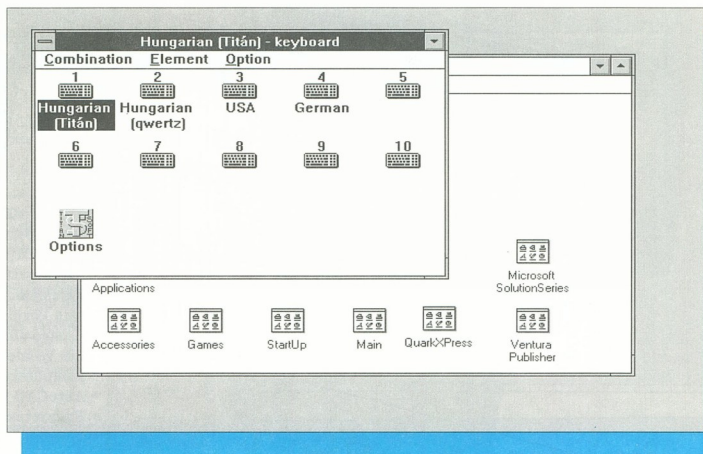 Hungarian (Titán) - keyboard
Combination Element Option
1 2 3 4 5
Hungarian Hungarian USA German
(Titán) (qwertz)
6 7 8 9 10
Options
Applications
Microsoft
SolutionSeries
Accessories Games StartUp Main QuarkXPress Ventura
Publisher